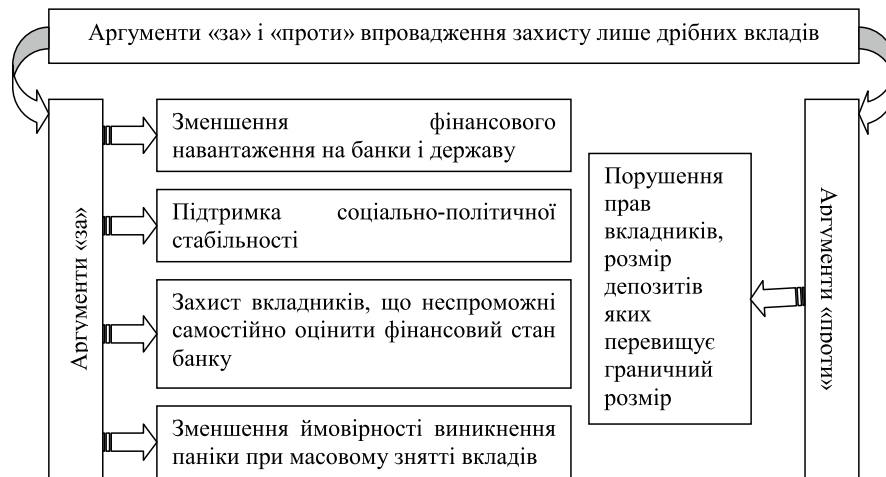 Аргументи «за» і «проти» впровадження захисту лише дрібних вкладів
Аргументи «за»
Зменшення фінансового
навантаження на банки і державу
Підтримка соціально-політичної
стабільності
Захист вкладників, що неспроможні
самостійно оцінити фінансовий стан
банку
Зменшення ймовірності виникнення
паніки при масовому знятті вкладів
Порушення
прав
вкладників,
розмір
депозитів
яких
перевищує
граничний
розмір
Аргументи «проти»